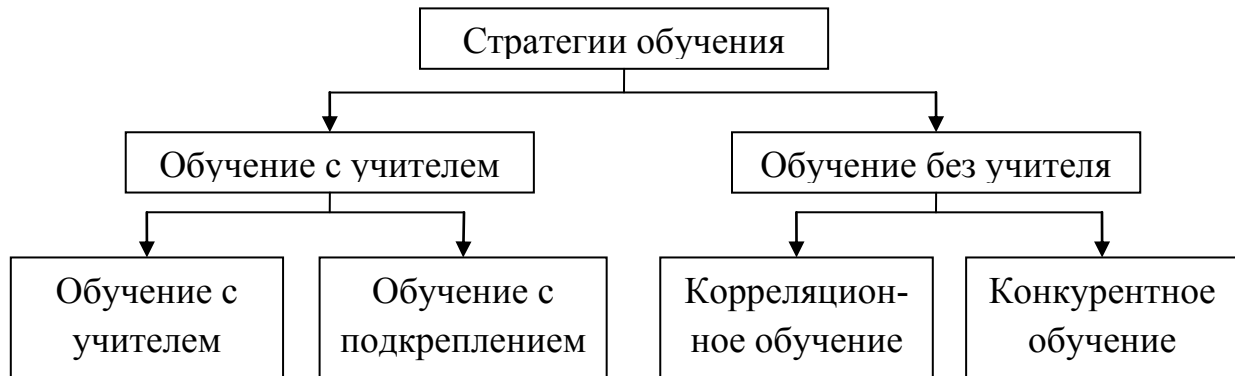 Стратегии обучения
Обучение с учителем
Обучение без учителя
Обучение с
учителем
Обучение с
подкреплением
Корреляцион-
ное обучение
Конкурентное
обучение